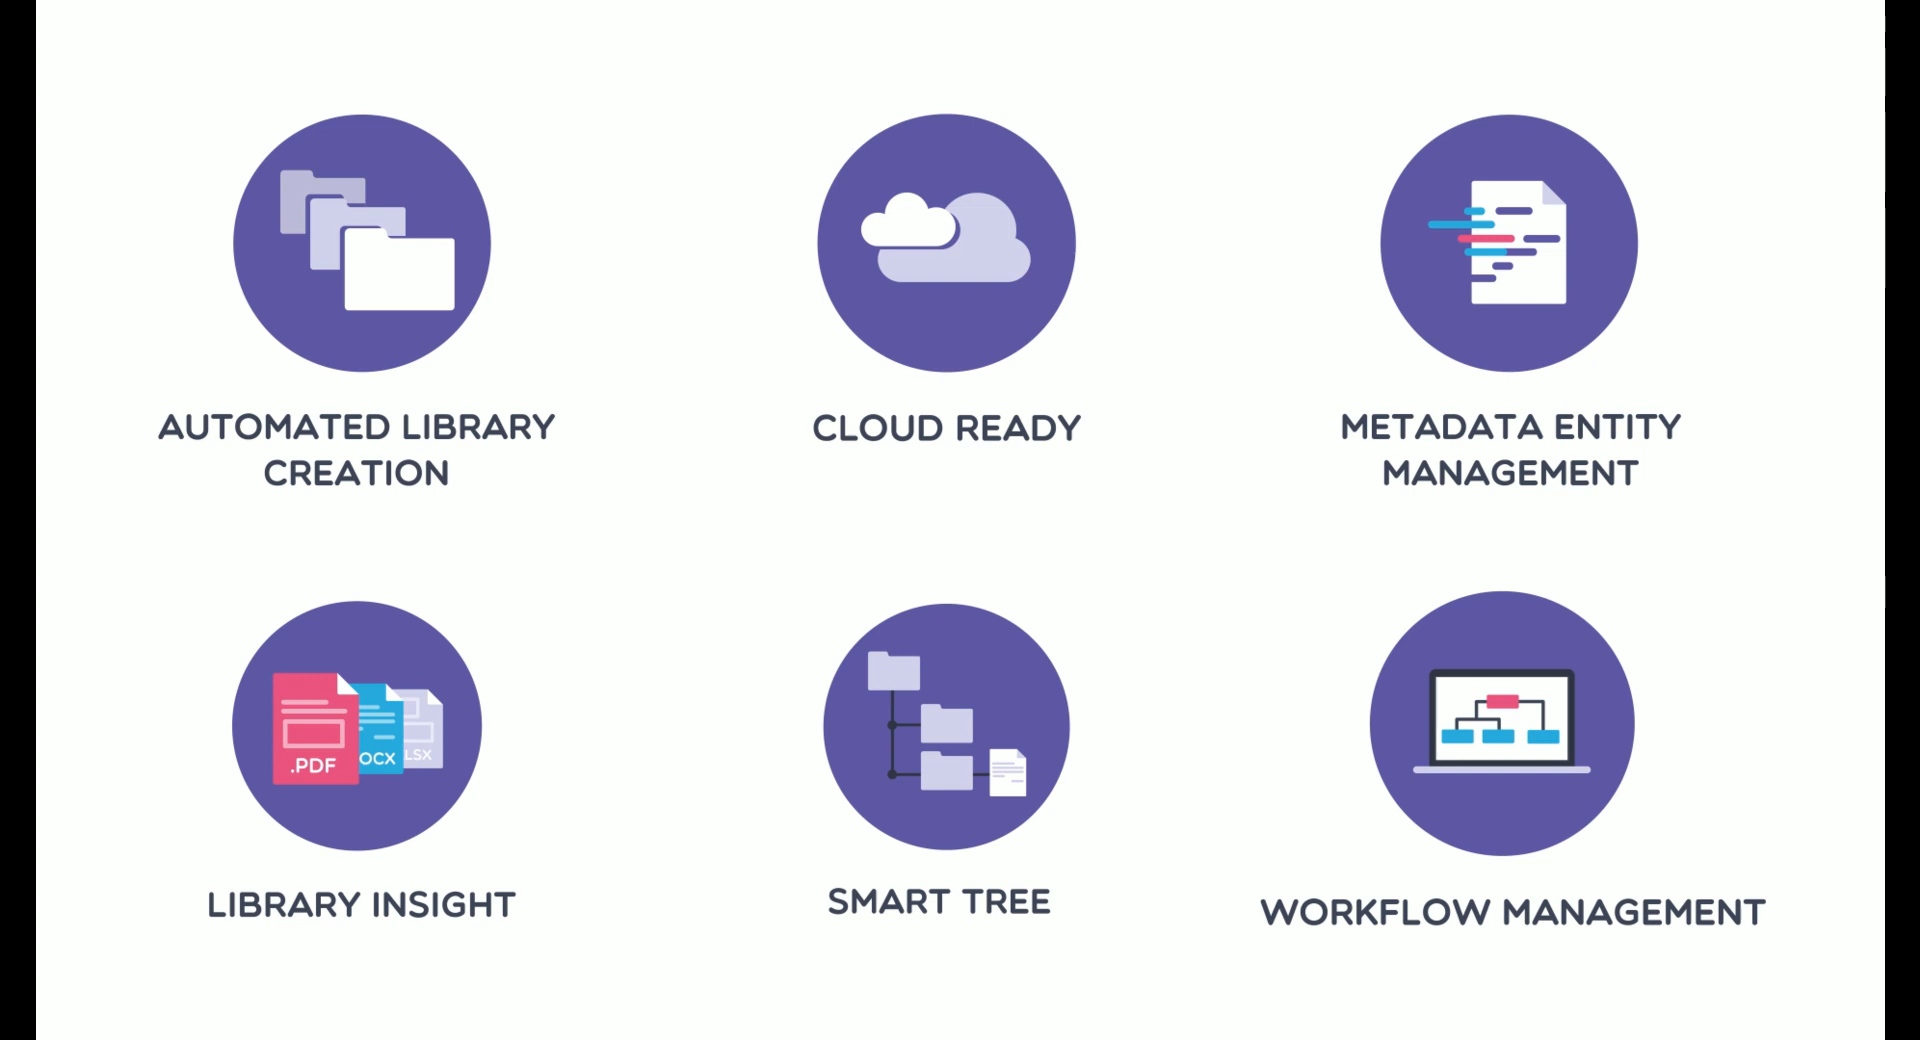 AUTOMATED LIBRARY
CREATION
CLOUD READY
METADATA ENTITY
MANAGEMENT
.PDF
OCX
LSX
LIBRARY INSIGHT
SMART TREE
WORKFLOW MANAGEMENT